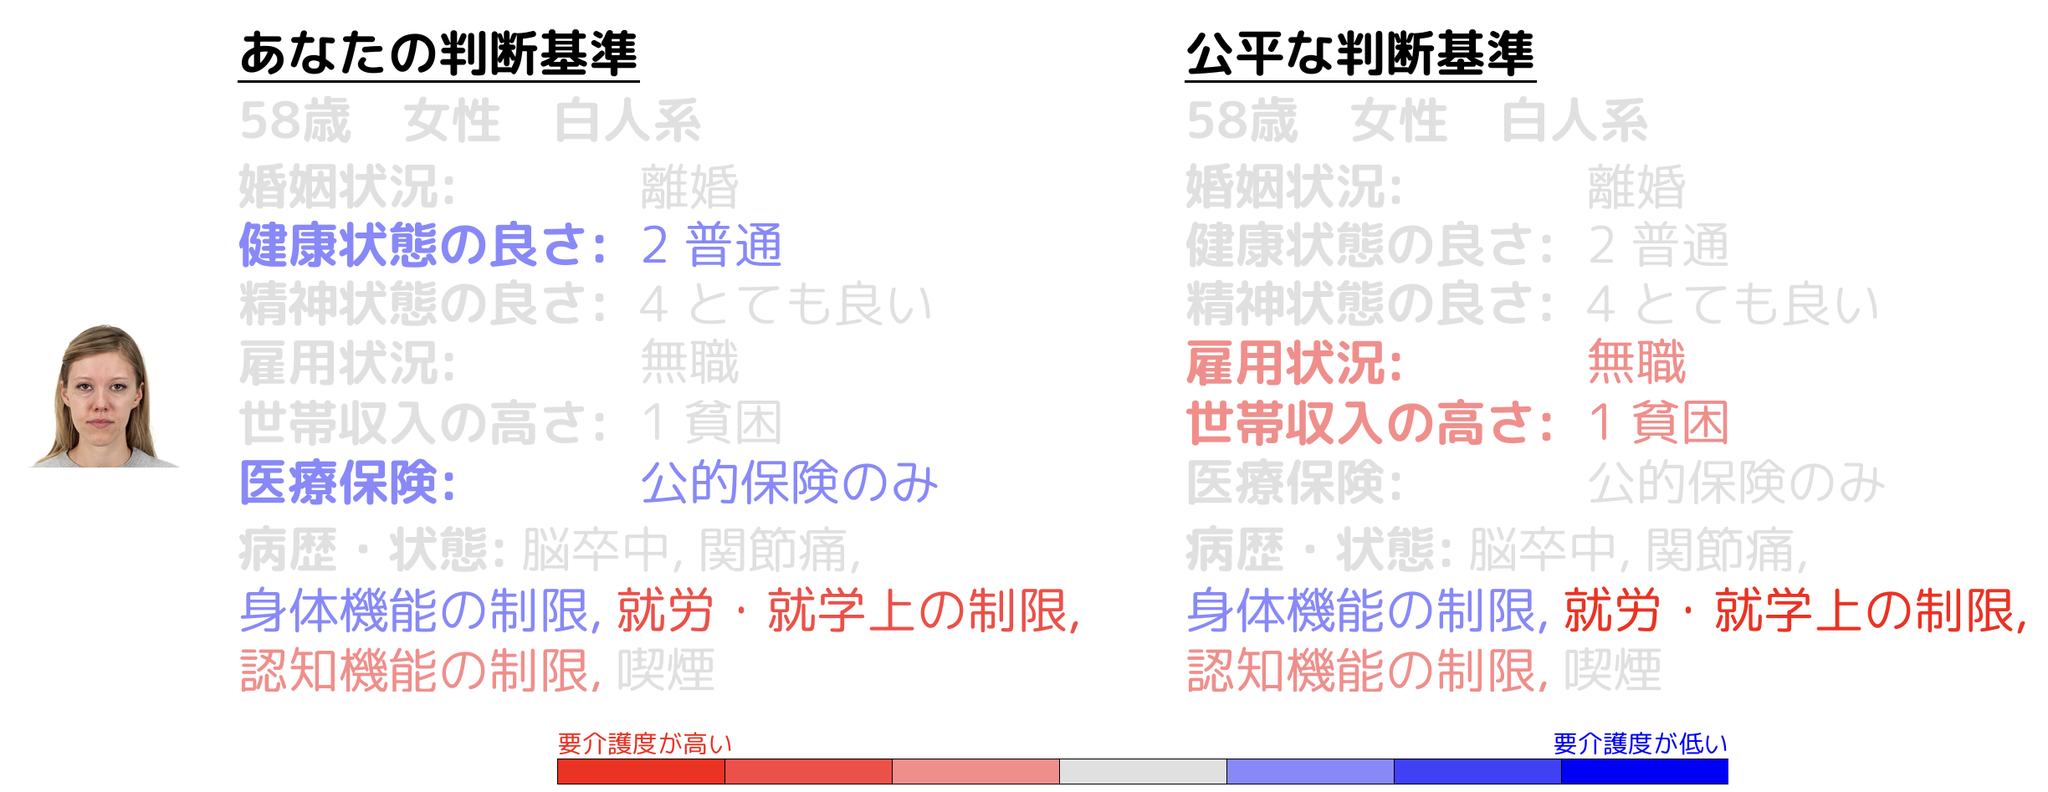 あなたの判断基準
58歳　女性　白人系
婚姻状況: 離婚
健康状態の良さ: 2 普通
精神状態の良さ: 4 とても良い
雇用状況: 無職
世帯収入の高さ: 1 貧困
医療保険: 公的保険のみ
病歴・状態: 脳卒中, 関節痛,
身体機能の制限, 就労・就学上の制限,
認知機能の制限, 喫煙
公平な判断基準
58歳　女性　白人系
婚姻状況: 離婚
健康状態の良さ: 2 普通
精神状態の良さ: 4 とても良い
雇用状況: 無職
世帯収入の高さ: 1 貧困
医療保険: 公的保険のみ
病歴・状態: 脳卒中, 関節痛,
身体機能の制限, 就労・就学上の制限,
認知機能の制限, 喫煙
要介護度が高い
要介護度が低い